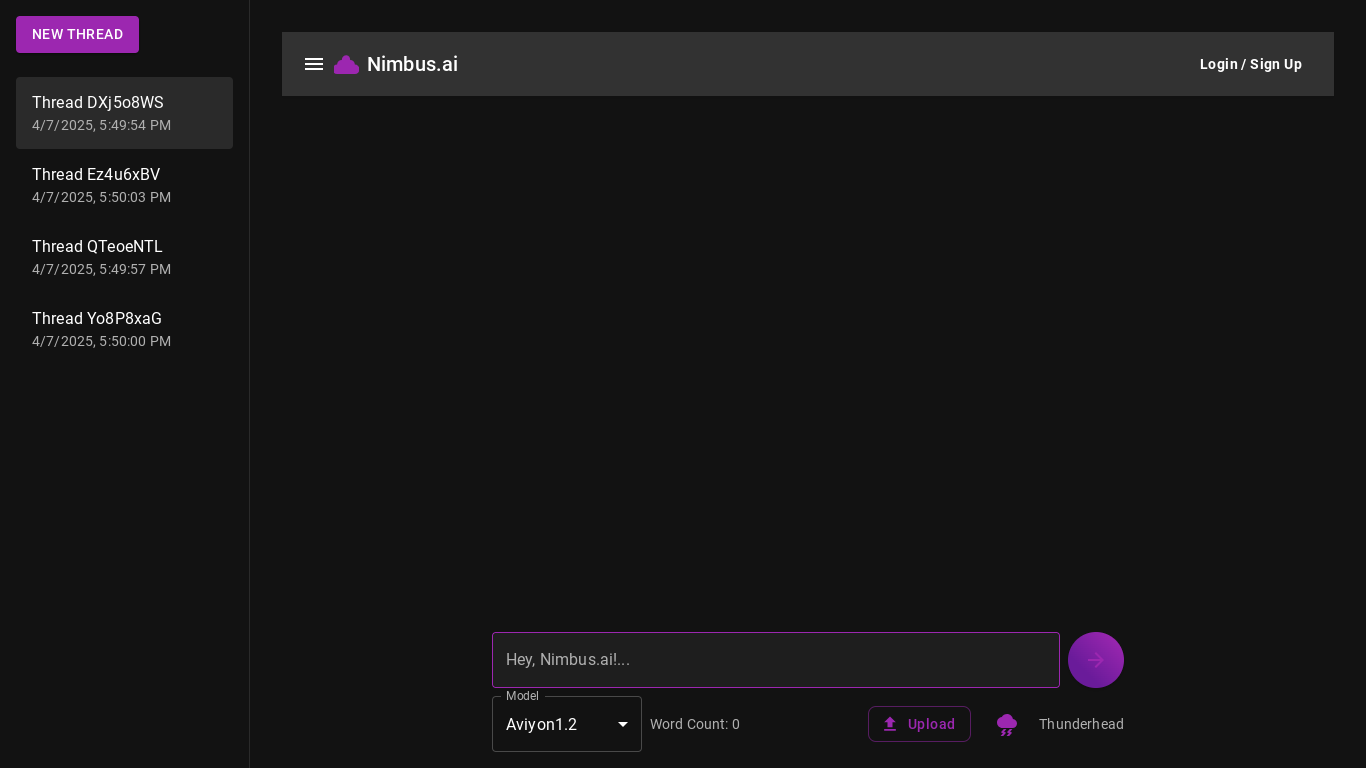 NEW THREAD
Thread DXj5o8WS
4/7/2025, 5:49:54 PM
Thread Ez4u6xBV
4/7/2025, 5:50:03 PM
Thread QTeoeNTL
4/7/2025, 5:49:57 PM
Thread Yo8P8xaG
4/7/2025, 5:50:00 PM
Nimbus.ai
Login / Sign Up
Hey, Nimbus.ai!...
Model
Aviyon1.2
Word Count: 0
Upload
Thunderhead